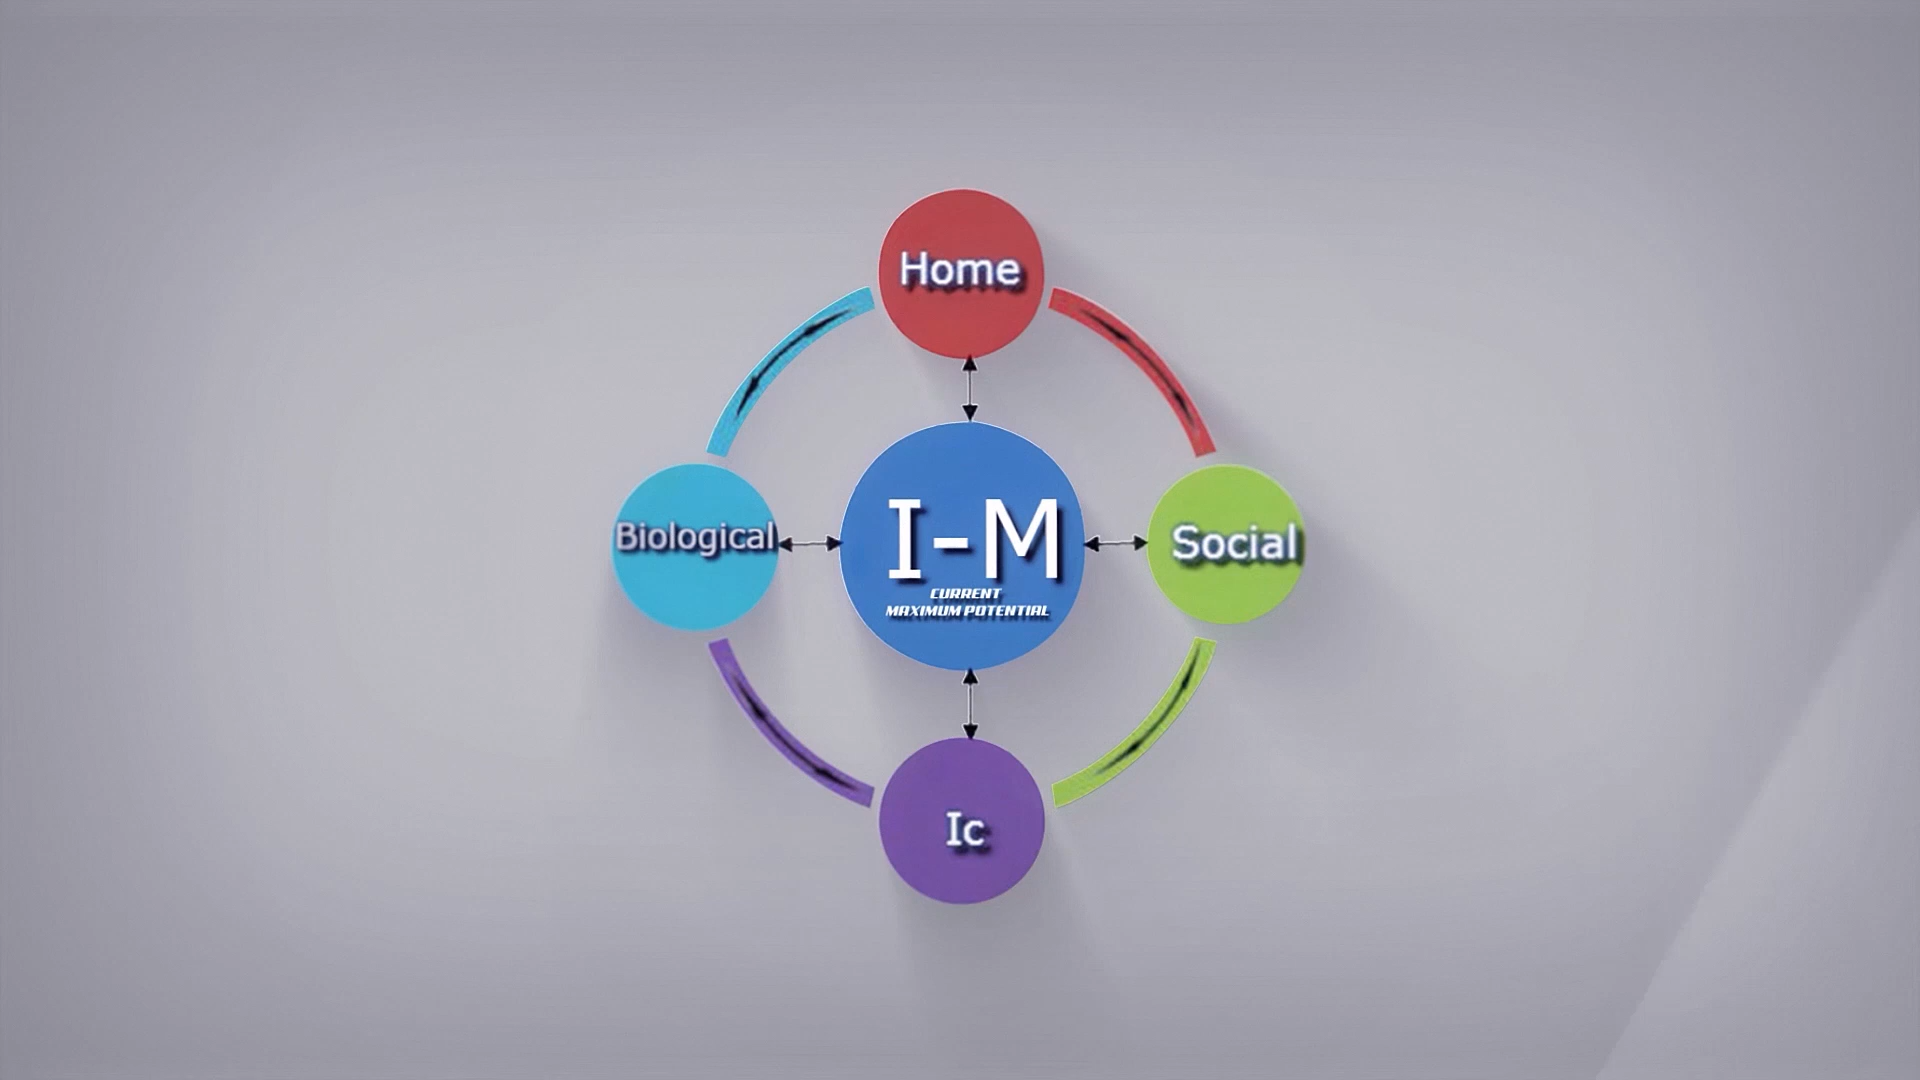 Home
Biological
I-M
CURRENT
MAXIMUM POTENTIAL
Social
Ic